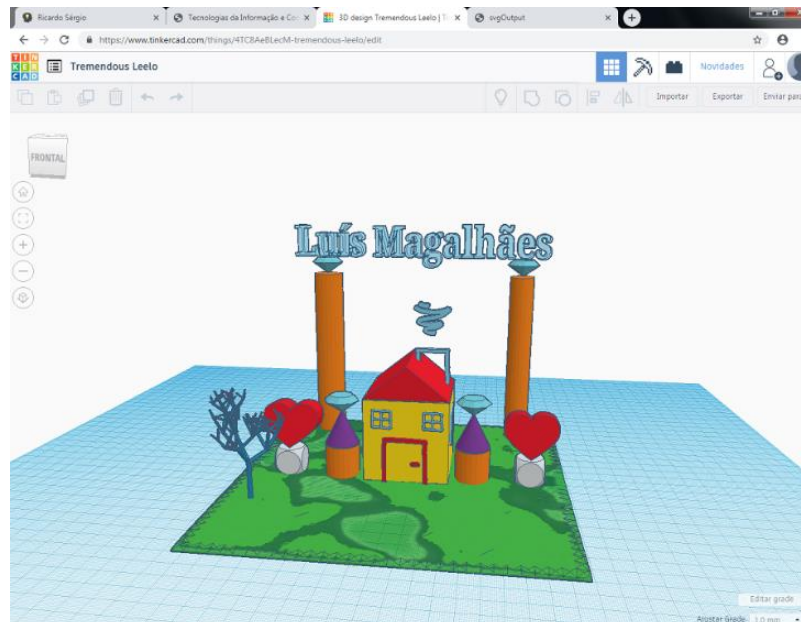 Ricardo Sérgio
Tecnologias da Informação e Co
3D design Tremendous Leelo | T
svgOutput
https://www.tinkercad.com/things/4TC8AeBLecM-tremendous-leelo/edit
TIN
KER
CAD
Tremendous Leelo
Novidades
Importar
Exportar
Enviar para
FRONTAL
Luís Magalhães
Editar grade
Ajustar Grade 1.0 mm